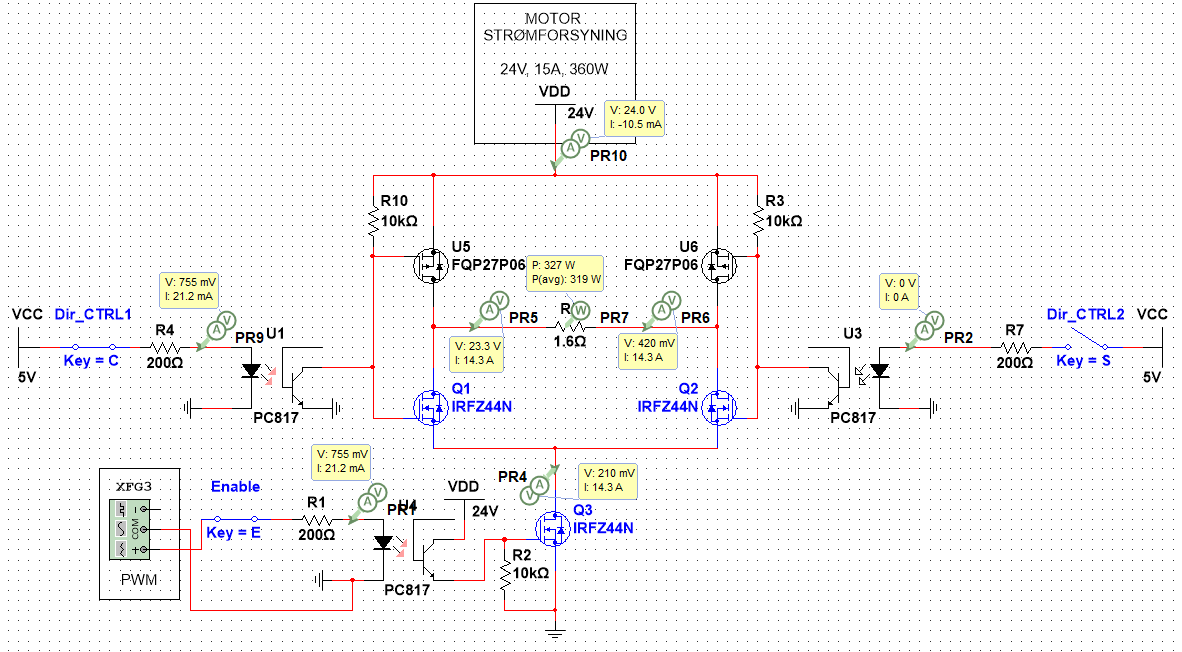 MOTOR
STRØMFORSYNING
24V, 15A, 360W
VDD
24V
V: 24.0 V
I: -10.5 mA
PR10
R10
10kΩ
R3
10kΩ
U5
FQP27P06
U6
FQP27P06
P: 327 W
P(avg): 319 W
V: 755 mV
I: 21.2 mA
V: 0 V
I: 0 A
PR5
R
PR7
PR6
1.6Ω
VCC
Dir_CTRL1
R4
PR9
U1
Key = C
200Ω
5V
PC817
V: 23.3 V
I: 14.3 A
V: 420 mV
I: 14.3 A
U3
PR2
R7
Dir_CTRL2
VCC
200Ω
Key = S
5V
PC817
Q1
IRFZ44N
Q2
IRFZ44N
V: 755 mV
I: 21.2 mA
PR4
V: 210 mV
I: 14.3 A
XFG3
COM
PWM
Enable
Key = E
R1
200Ω
PR1
U4
VDD
24V
PC817
Q3
IRFZ44N
R2
10kΩ